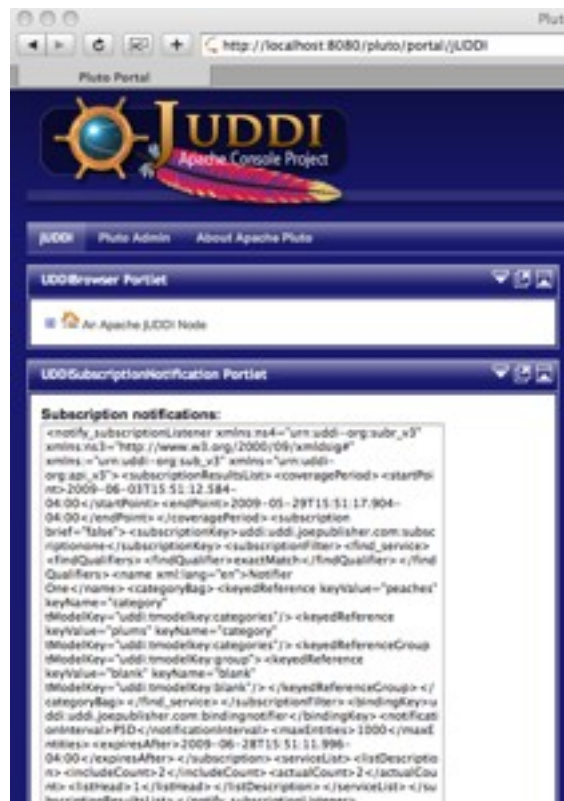 Plut
http://localhost:8080/pluto/portal/jUDDI
Pluto Portal
JUDDI
Apache Console Project
jUDDI Pluto Admin About Apache Pluto
UDDIBrowser Portlet
An Apache jUDDI Node
UDDISubscriptionNotification Portlet
Subscription notifications:
<notify_subscriptionListener xmlns:ns4="urn:uddi-org:subr_v3"
xmlns:ns3="http://www.w3.org/2000/09/xmldsig#"
xmlns:="urn:uddi-org:sub_v3" xmlns="urn:uddi-
org:api_v3"><subscriptionResultsList><coveragePeriod><startPoi
nt>2009-06-03T15:51:12.584-
04:00</startPoint><endPoint>2009-05-29T15:51:17.904-
04:00</endPoint></coveragePeriod><subscription
brief="false"><subscriptionKey>uddi:uddi.joepublisher.com:subsc
riptionone</subscriptionKey><subscriptionFilter><find_service>
<findQualifiers><findQualifier>exactMatch</findQualifier></find
Qualifiers><name xml:lang="en">Notifier
One</name><categoryBag><keyedReference keyValue="peaches"
keyName="category"
tModelKey="uddi:tmodelkey:categories"/><keyedReference
keyValue="plums" keyName="category"
tModelKey="uddi:tmodelkey:categories"/><keyedReferenceGroup
tModelKey="uddi:tmodelkey:group"><keyedReference
keyValue="blank" keyName="blank"
tModelKey="uddi:tmodelkey:blank"/></keyedReferenceGroup></
categoryBag></find_service></subscriptionFilter><bindingKey>u
ddi:uddi.joepublisher.com:bindingnotifier</bindingKey><notificati
onInterval>P5D</notificationInterval><maxEntities>1000</maxE
ntities><expiresAfter>2009-06-28T15:51:11.996-
04:00</expiresAfter></subscription><serviceList><listDescriptio
n><includeCount>2</includeCount><actualCount>2</actualCou
nt><listHead>1</listHead></listDescription></serviceList></su
bscriptionResultsList></notify_subscriptionListener>